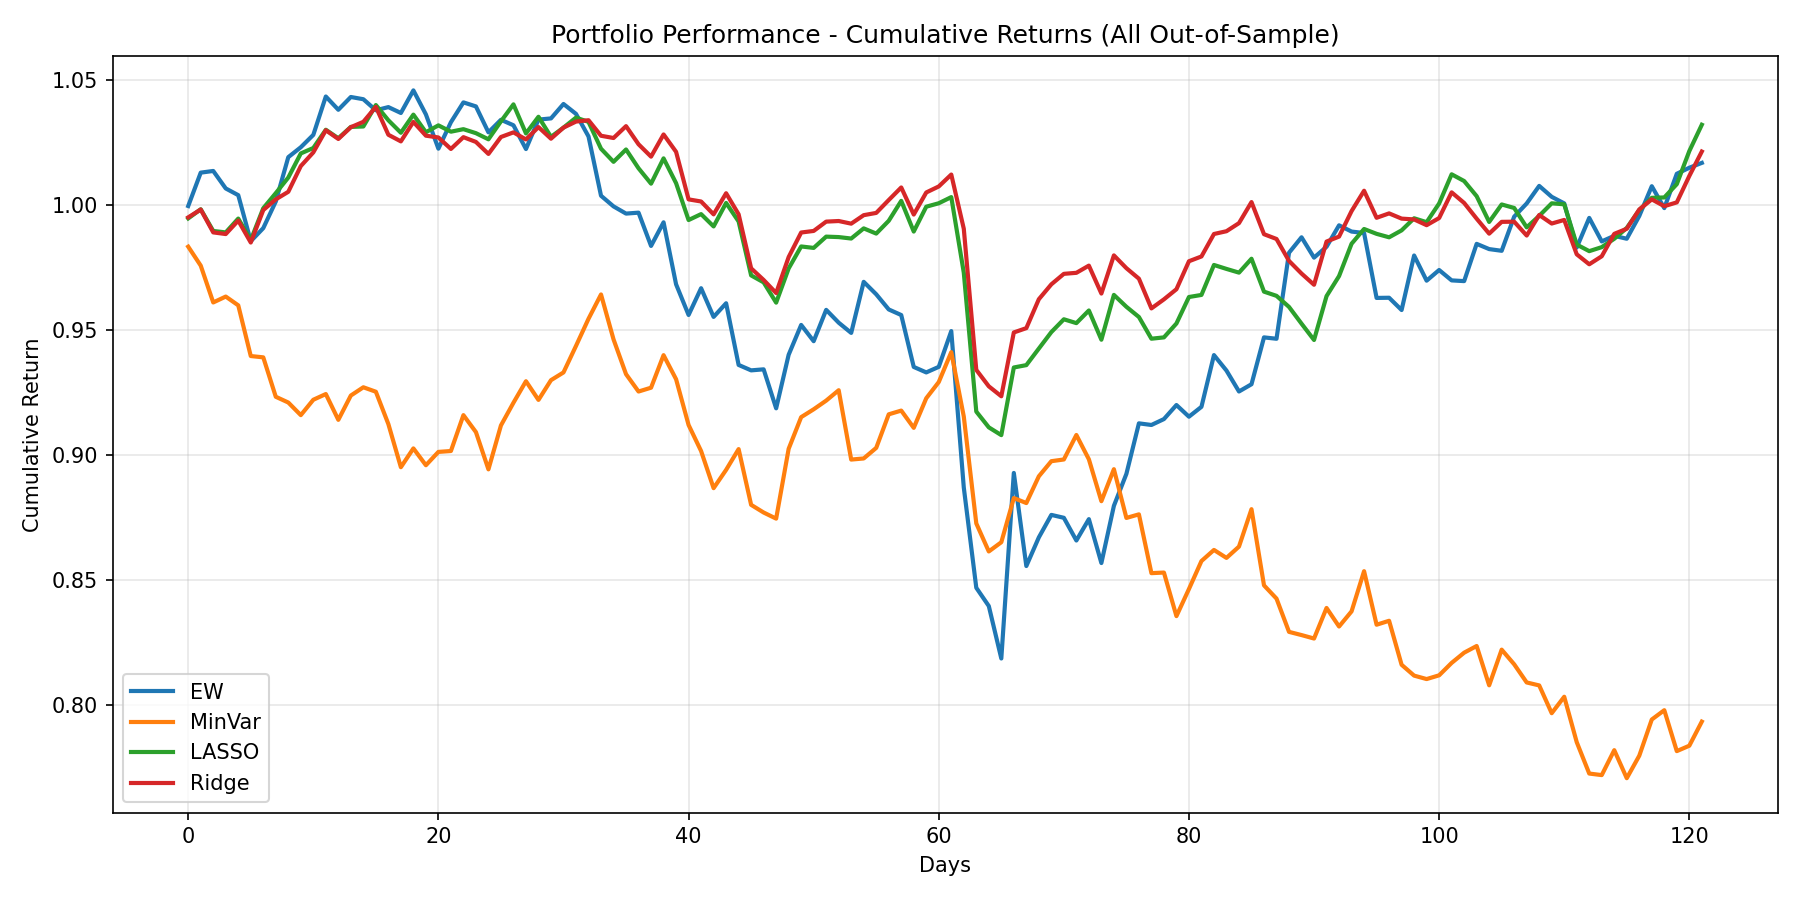 Portfolio Performance - Cumulative Returns (All Out-of-Sample)
Cumulative Return
1.05
1.00
0.95
0.90
0.85
0.80
EW
MinVar
LASSO
Ridge
0 20 40 60 80 100 120
Days